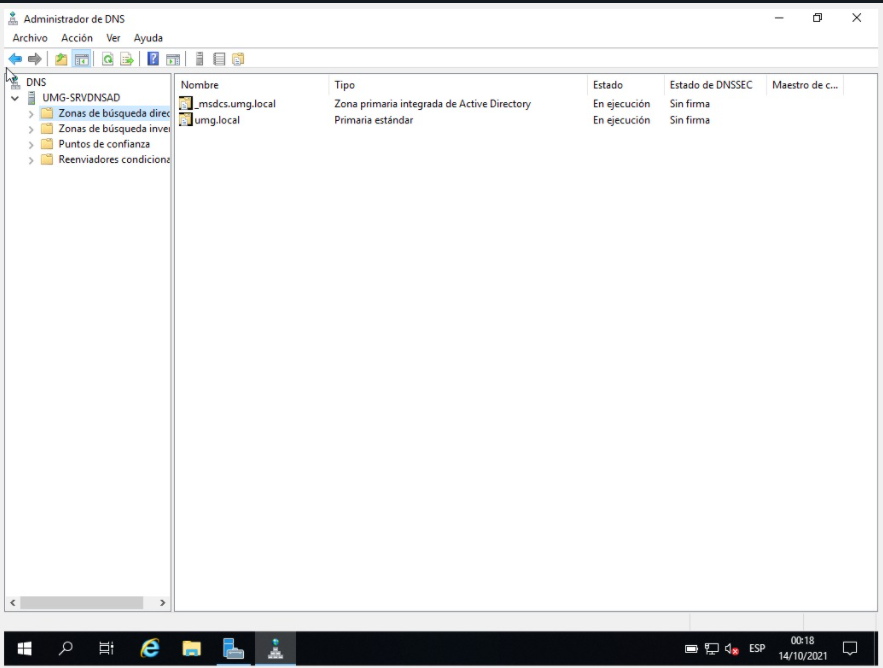 Administrador de DNS
Archivo Acción Ver Ayuda
DNS
UMG-SRVDNSAD
Zonas de búsqueda direc
Zonas de búsqueda inver
Puntos de confianza
Reenviadores condiciona
Nombre Tipo Estado Estado de DNSSEC Maestro de c...
_msdcs.umg.local Zona primaria integrada de Active Directory En ejecución Sin firma
umg.local Primaria estándar En ejecución Sin firma
ESP
00:18
14/10/2021